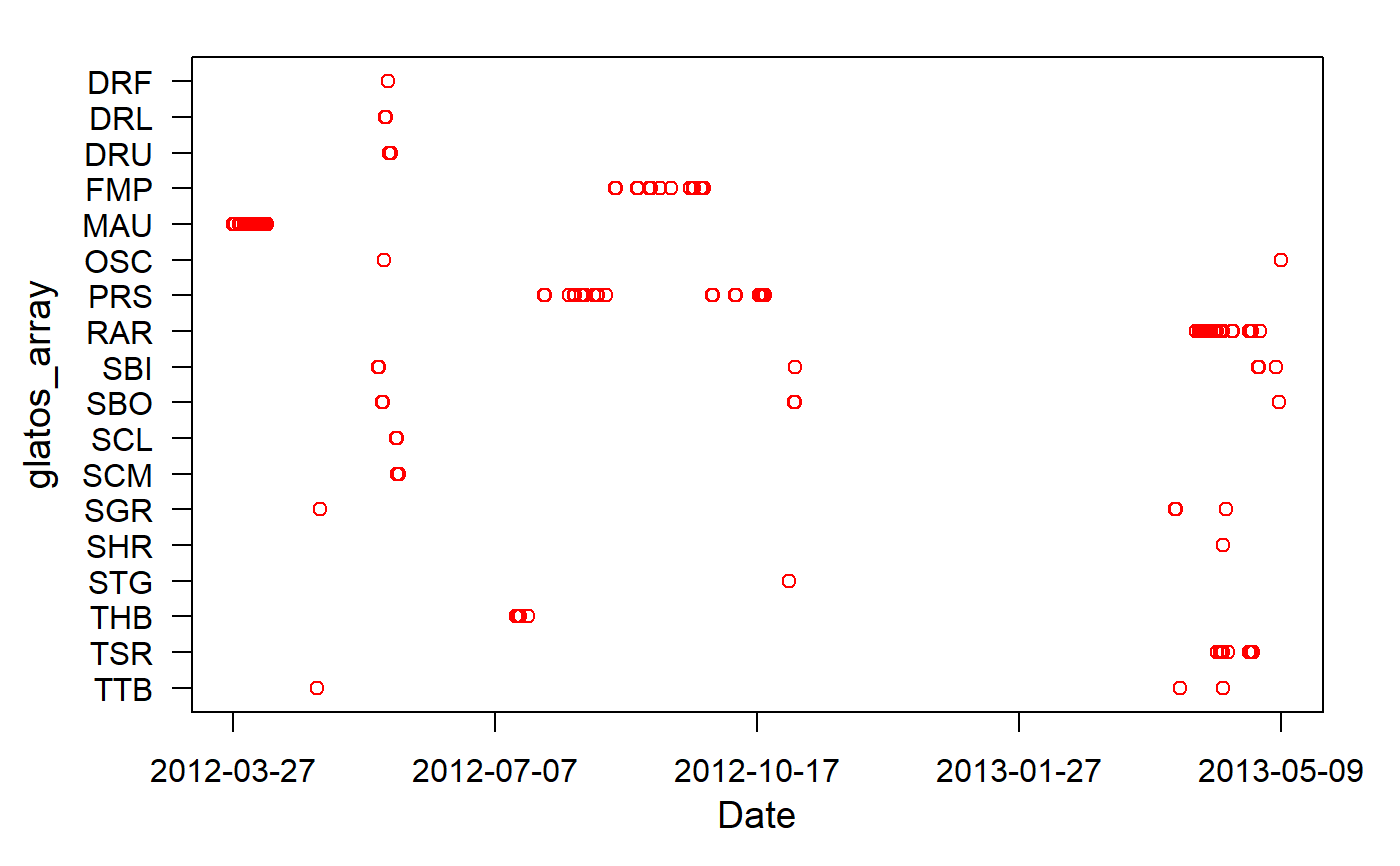 DRF
DRL
DRU
FMP
MAU
OSC
PRS
RAR
SBI
SBO
SCL
SCM
SGR
SHR
STG
THB
TSR
TTB
glatos_array
2012-03-27 2012-07-07 2012-10-17 2013-01-27 2013-05-09
Date